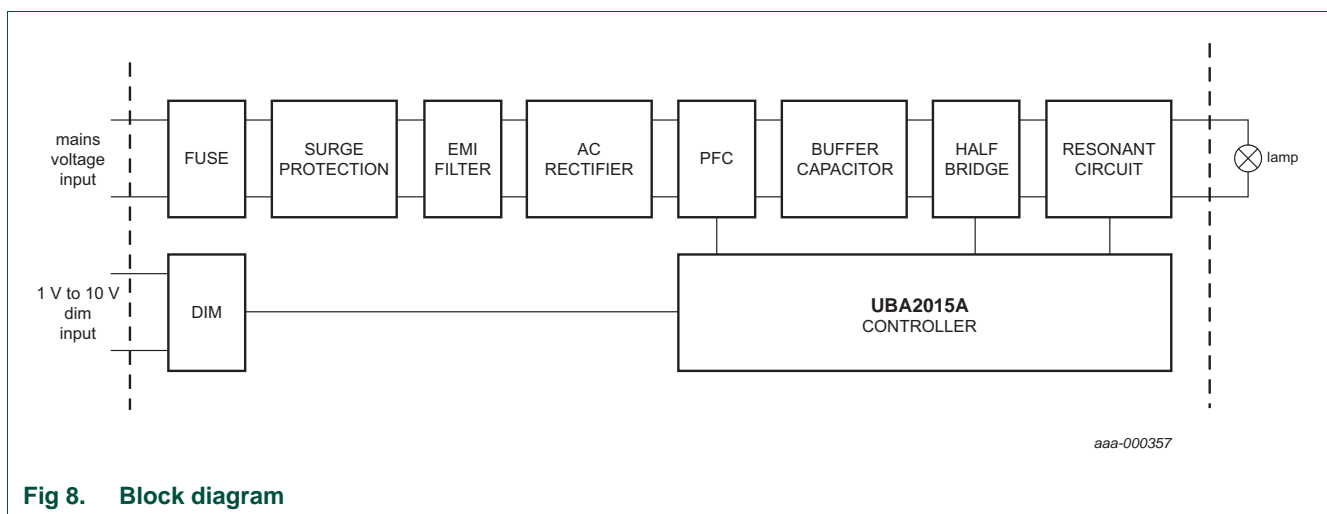 mains
voltage
input
FUSE
SURGE
PROTECTION
EMI
FILTER
AC
RECTIFIER
PFC
BUFFER
CAPACITOR
HALF
BRIDGE
RESONANT
CIRCUIT
lamp
1 V to 10 V
dim
input
DIM
UBA2015A
CONTROLLER
aaa-000357
Fig 8. Block diagram